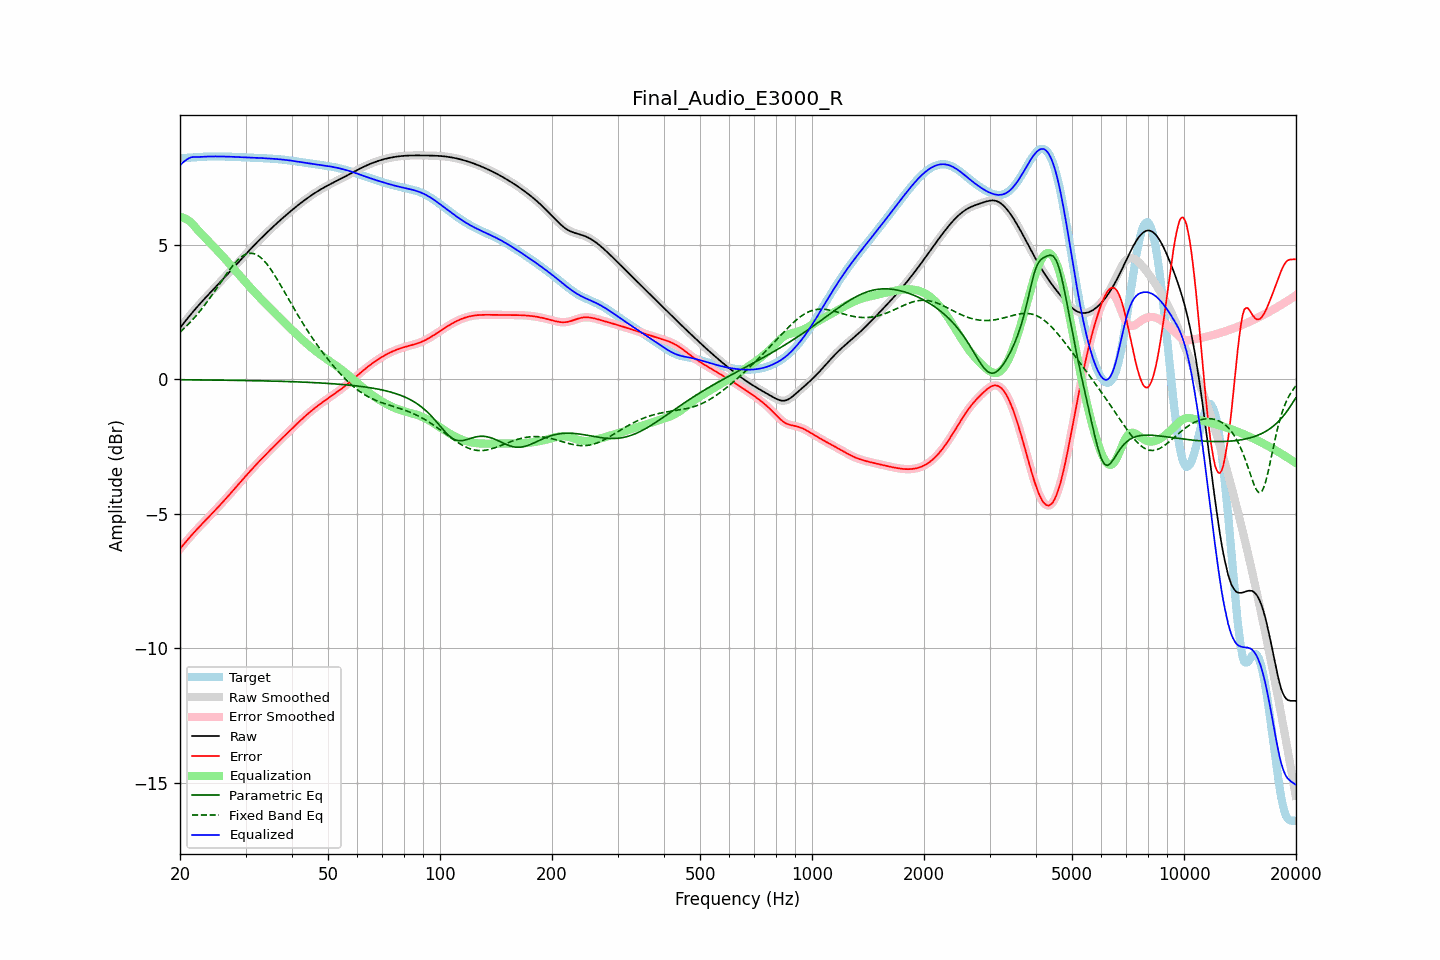 Final_Audio_E3000_R
Amplitude (dBr)
5
0
−5
−10
−15
Target
Raw Smoothed
Error Smoothed
Raw
Error
Equalization
Parametric Eq
Fixed Band Eq
Equalized
20 50 100 200 500 1000 2000 5000 10000 20000
Frequency (Hz)